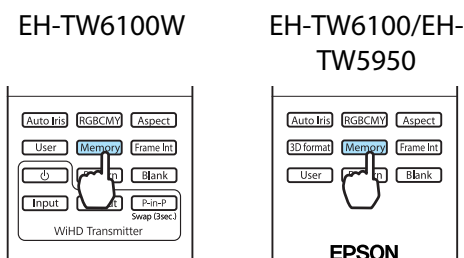 EH-TW6100W
EH-TW6100/EH-
TW5950
Auto Iris RGBCMY Aspect
User Memory Frame Int
Blank
Input P-in-P
Swap (3sec.)
WiHD Transmitter
Auto Iris RGBCMY Aspect
3D format Memory Frame Int
User Blank
EPSON